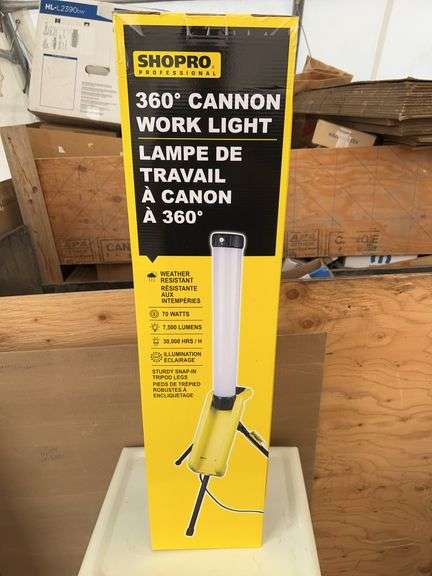 HL-L2390DW
SHOPRO
PROFESSIONAL
360° CANNON
WORK LIGHT
LAMPE DE
TRAVAIL
À CANON
À 360°
WEATHER
RESISTANT
RÉSISTANTE
AUX
INTEMPÉRIES
70 WATTS
7,500 LUMENS
30,000 HRS / H
ILLUMINATION
ÉCLAIRAGE
STURDY SNAP-IN
TRIPOD LEGS
PIEDS DE TRÉPIED
ROBUSTES À
ENCLIQUETAGE
CANN